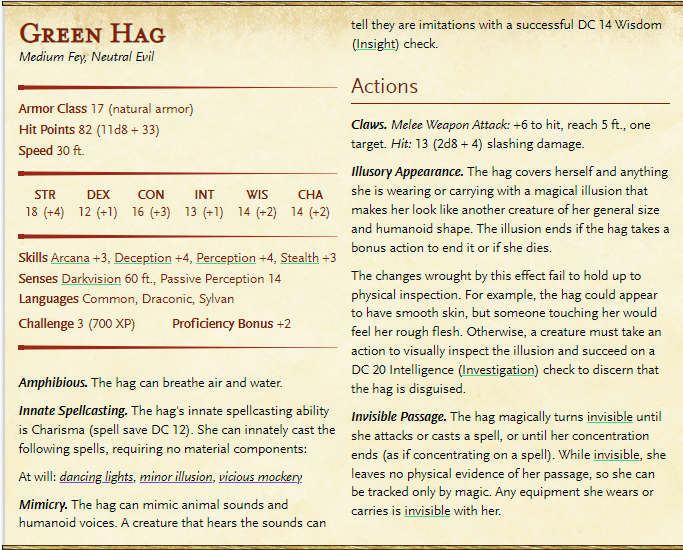 Green Hag
Medium Fey, Neutral Evil
Armor Class 17 (natural armor)
Hit Points 82 (11d8 + 33)
Speed 30 ft.
STR DEX CON INT WIS CHA
18 (+4) 12 (+1) 16 (+3) 13 (+1) 14 (+2) 14 (+2)
Skills Arcana +3, Deception +4, Perception +4, Stealth +3
Senses Darkvision 60 ft., Passive Perception 14
Languages Common, Draconic, Sylvan
Challenge 3 (700 XP) Proficiency Bonus +2
Amphibious. The hag can breathe air and water.
Innate Spellcasting. The hag's innate spellcasting ability
is Charisma (spell save DC 12). She can innately cast the
following spells, requiring no material components:
At will: dancing lights, minor illusion, vicious mockery
Mimicry. The hag can mimic animal sounds and
humanoid voices. A creature that hears the sounds can
tell they are imitations with a successful DC 14 Wisdom
(Insight) check.
Actions
Claws. Melee Weapon Attack: +6 to hit, reach 5 ft., one
target. Hit: 13 (2d8 + 4) slashing damage.
Illusory Appearance. The hag covers herself and anything
she is wearing or carrying with a magical illusion that
makes her look like another creature of her general size
and humanoid shape. The illusion ends if the hag takes a
bonus action to end it or if she dies.
The changes wrought by this effect fail to hold up to
physical inspection. For example, the hag could appear
to have smooth skin, but someone touching her would
feel her rough flesh. Otherwise, a creature must take an
action to visually inspect the illusion and succeed on a
DC 20 Intelligence (Investigation) check to discern that
the hag is disguised.
Invisible Passage. The hag magically turns invisible until
she attacks or casts a spell, or until her concentration
ends (as if concentrating on a spell). While invisible, she
leaves no physical evidence of her passage, so she can
be tracked only by magic. Any equipment she wears or
carries is invisible with her.